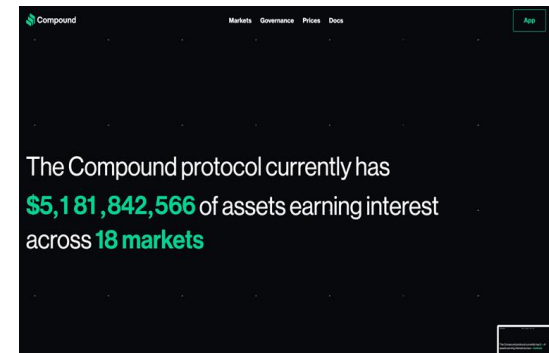 Compound
Markets Governance Prices Docs
App
The Compound protocol currently has
$5,181,842,566 of assets earning interest
across 18 markets